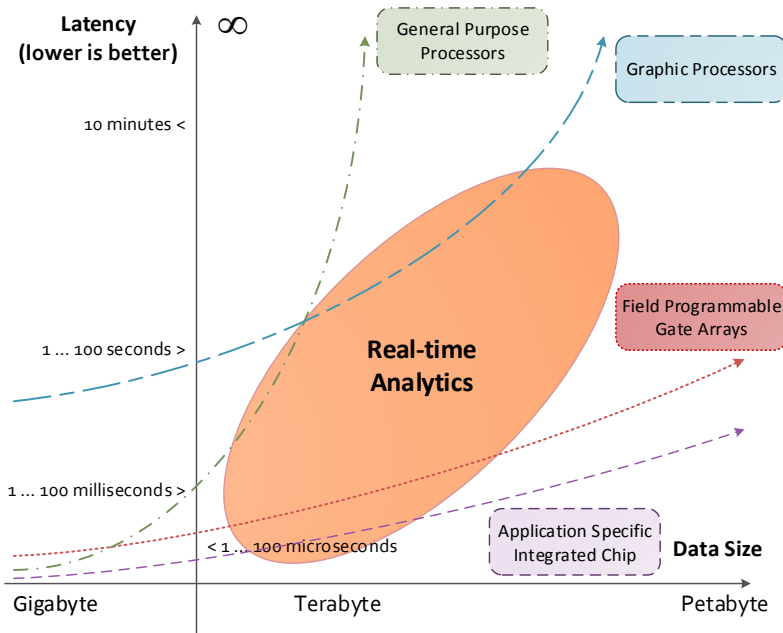 Latency
(lower is better)
∞
General Purpose
Processors
Graphic Processors
10 minutes <
Field Programmable
Gate Arrays
1 ... 100 seconds >
Real-time
Analytics
1 ... 100 milliseconds >
Application Specific
Integrated Chip
< 1 ... 100 microseconds
Data Size
Gigabyte
Terabyte
Petabyte